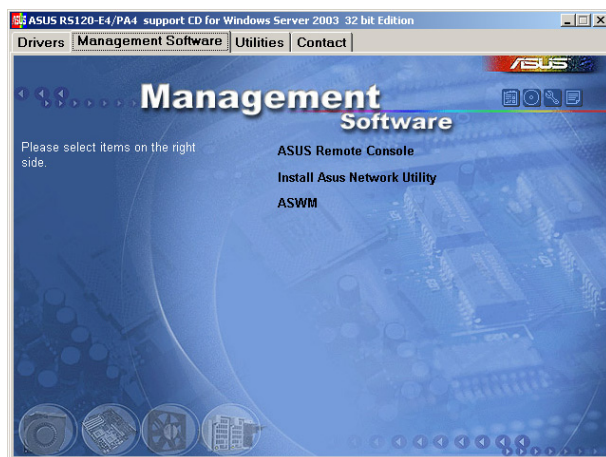 ASUS RS120-E4/PA4 support CD for Windows Server 2003 32 bit Edition
Drivers Management Software Utilities Contact
ASUS
Management
Software
Please select items on the right
side.
ASUS Remote Console
Install Asus Network Utility
ASWM